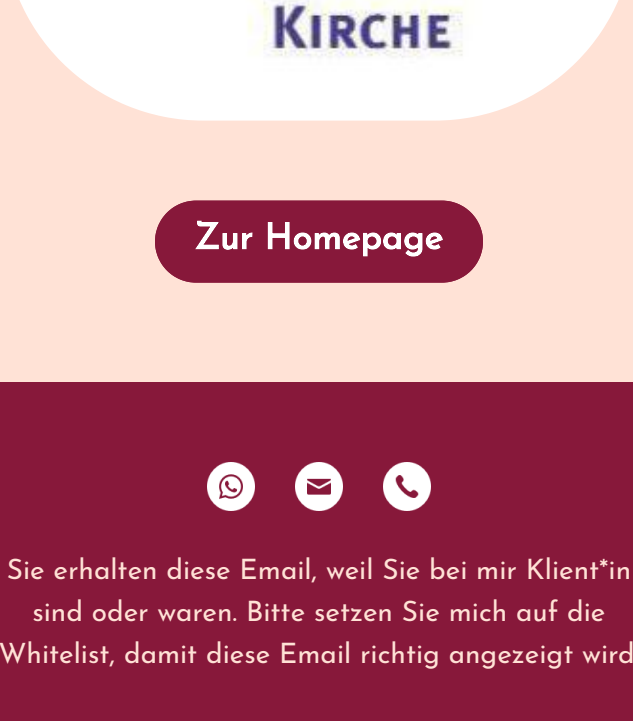 KIRCHE
Zur Homepage
Sie erhalten diese Email, weil Sie bei mir Klient*in
sind oder waren. Bitte setzen Sie mich auf die
Whitelist, damit diese Email richtig angezeigt wird